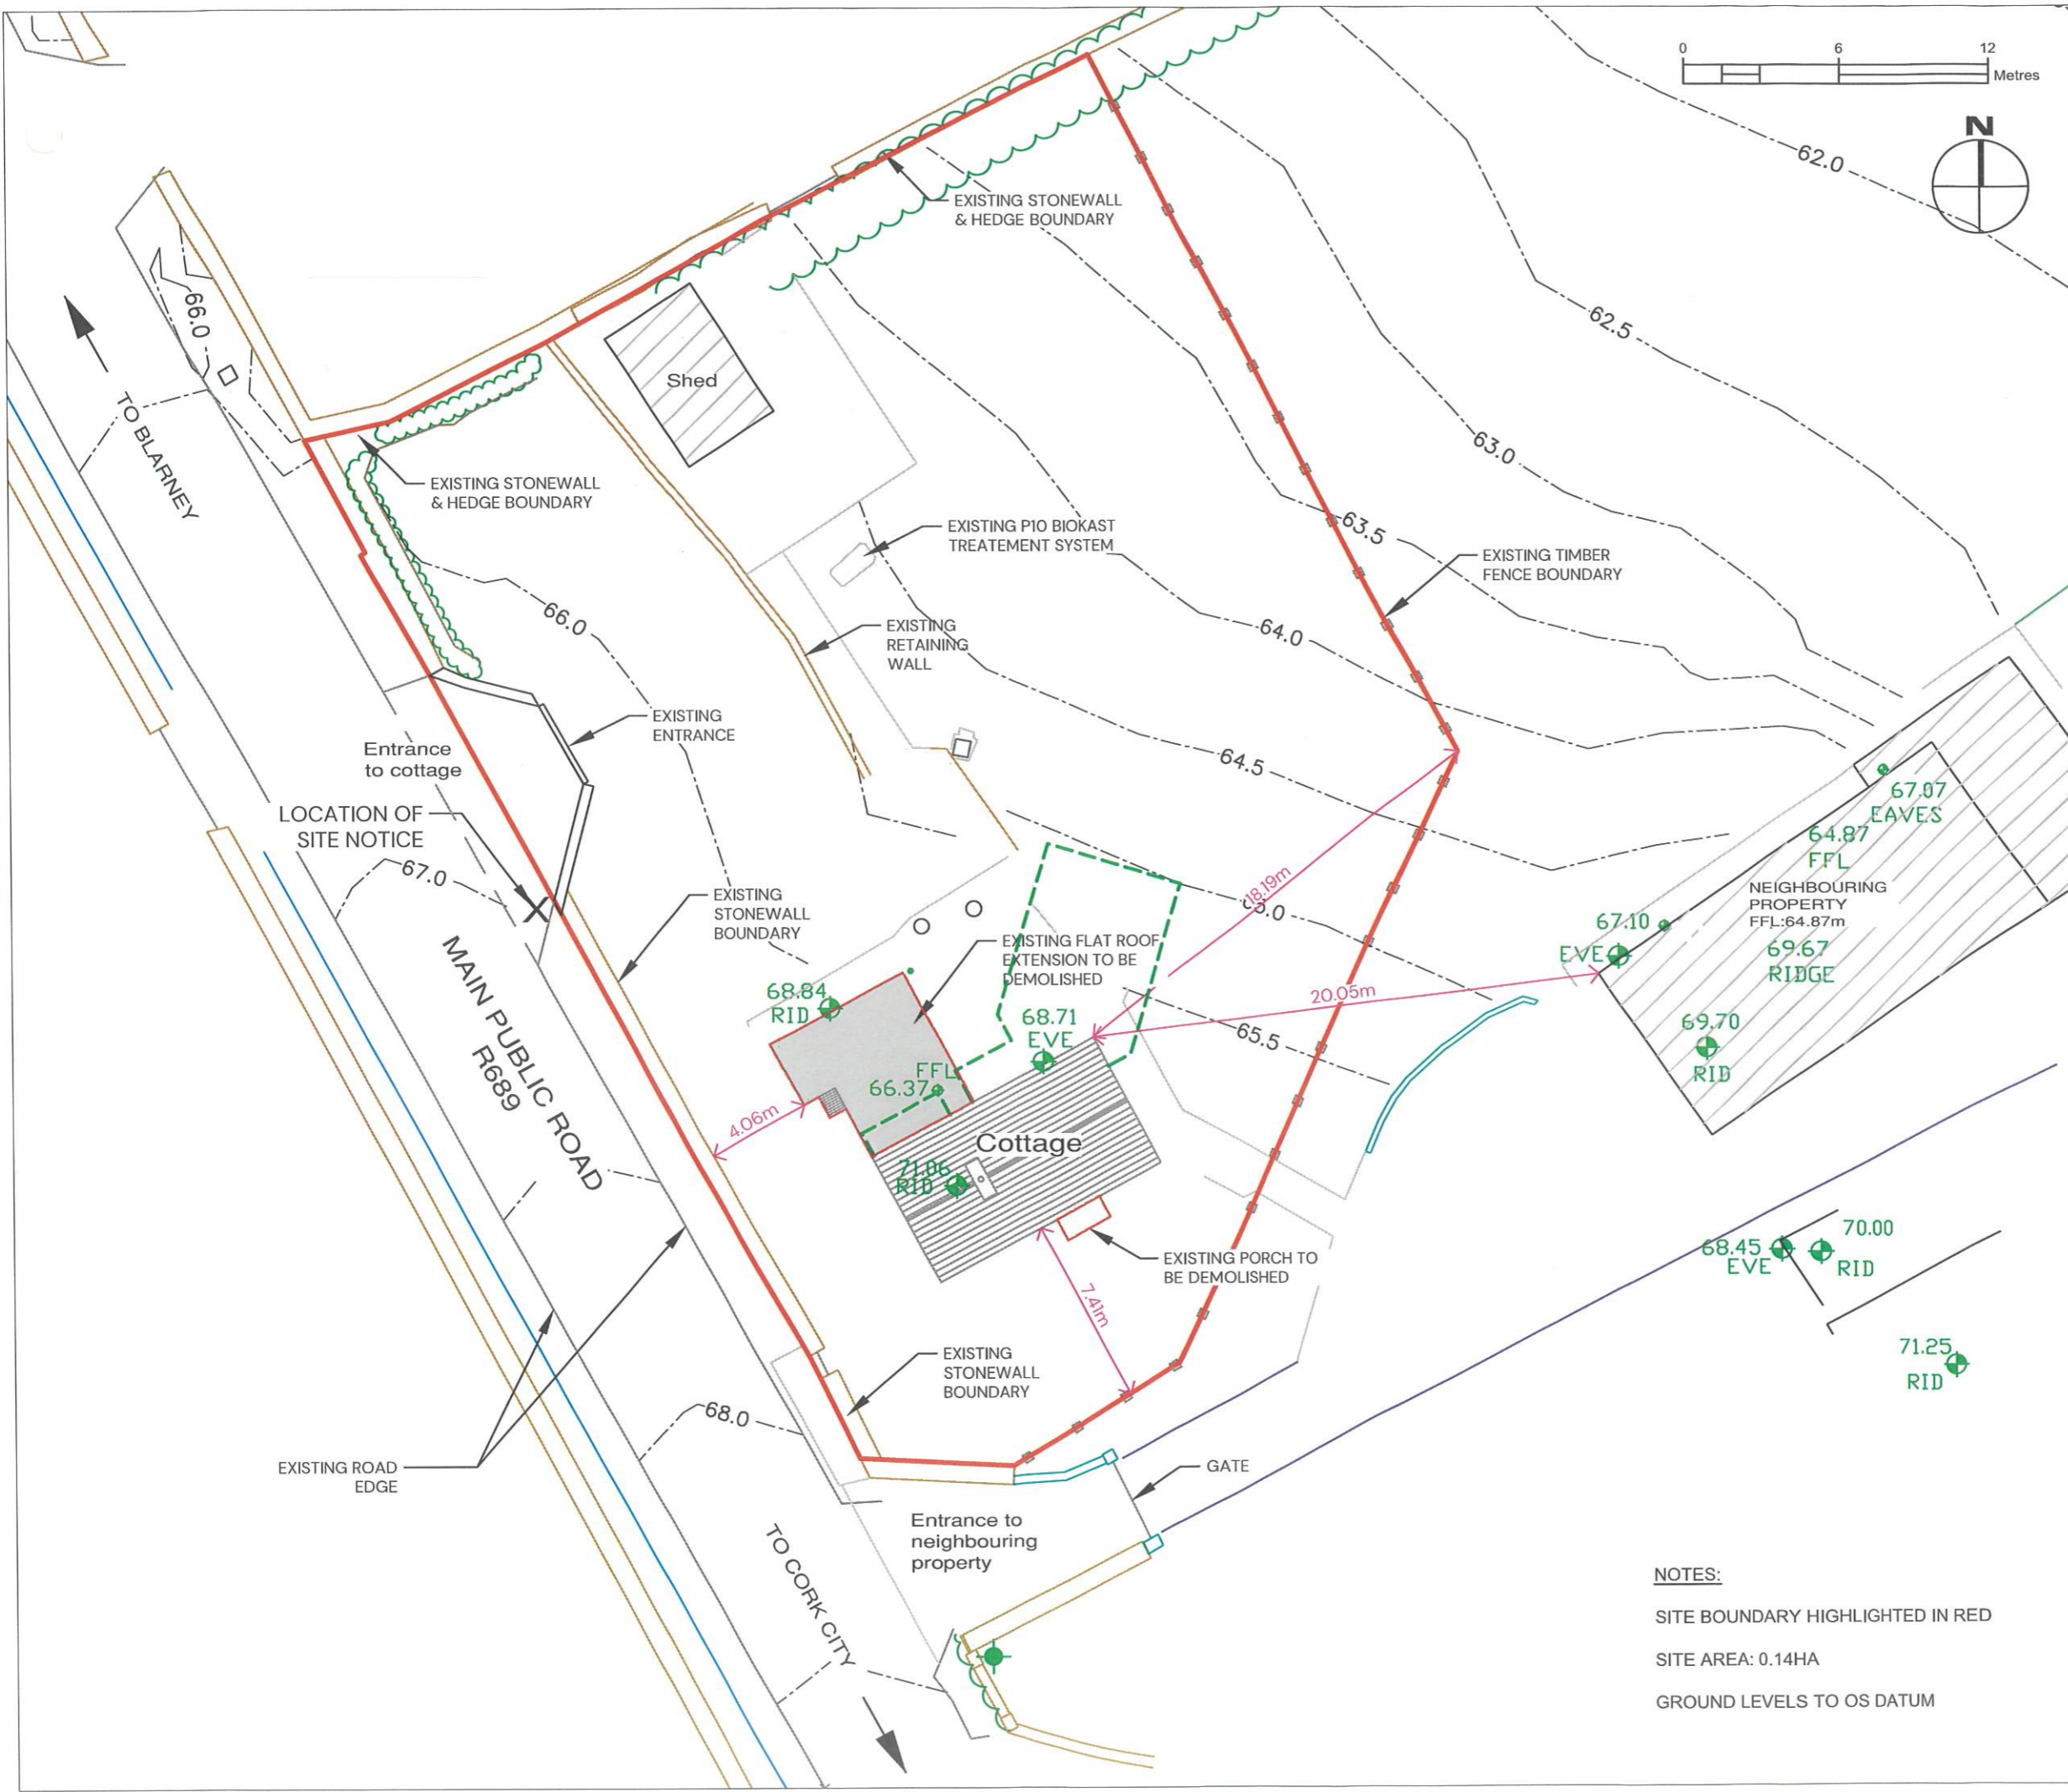 0 6 12
Metres
N
62.0
EXISTING STONEWALL
& HEDGE BOUNDARY
66.0
62.5
Shed
TO BLARNEY
63.0
EXISTING STONEWALL
& HEDGE BOUNDARY
EXISTING P10 BIOKAST
TREATEMENT SYSTEM
63.5
EXISTING TIMBER
FENCE BOUNDARY
66.0
EXISTING
RETAINING
WALL
64.0
EXISTING
ENTRANCE
Entrance
to cottage
64.5
LOCATION OF
SITE NOTICE
67.0
67.07
EAVES
64.87
FFL
NEIGHBOURING
PROPERTY
FFL:64.87m
69.67
RIDGE
18.19m
65.0
EXISTING
STONEWALL
BOUNDARY
X
67.10
EVE
EXISTING FLAT ROOF
EXTENSION TO BE
DEMOLISHED
MAIN PUBLIC ROAD
R689
68.84
RID
20.05m
68.71
EVE
65.5
69.70
RID
FFL
66.37
4.06m
Cottage
71.06
RID
EXISTING PORCH TO
BE DEMOLISHED
7.41m
68.45
EVE
70.00
RID
71.25
RID
EXISTING
STONEWALL
BOUNDARY
68.0
EXISTING ROAD
EDGE
GATE
Entrance to
neighbouring
property
TO CORK CITY
NOTES:
SITE BOUNDARY HIGHLIGHTED IN RED
SITE AREA: 0.14HA
GROUND LEVELS TO OS DATUM